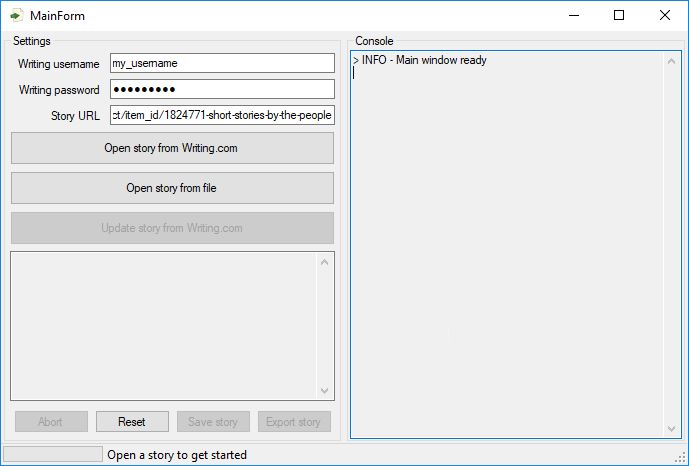 MainForm
Settings
Writing username my_username
Writing password ●●●●●●●●●
Story URL ct/item_id/1824771-short-stories-by-the-people
Open story from Writing.com
Open story from file
Update story from Writing.com
Abort Reset Save story Export story
Console
> INFO - Main window ready
Open a story to get started